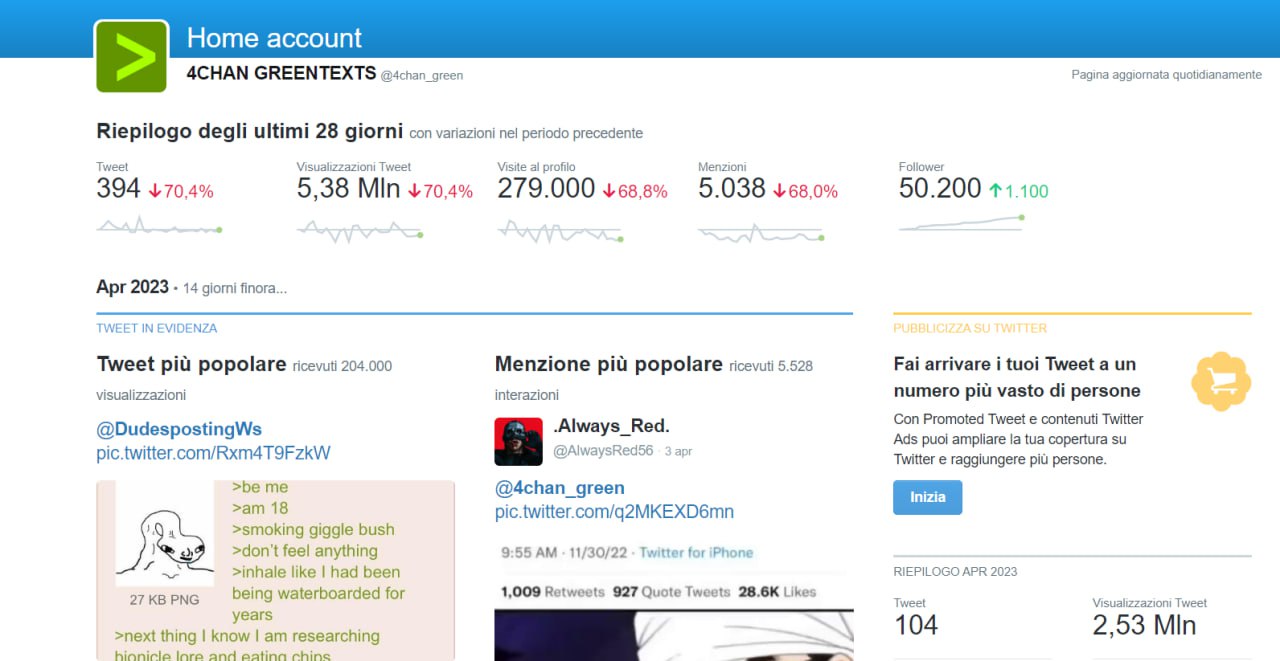 Home account
4CHAN GREENTEXTS @4chan_green
Pagina aggiornata quotidianamente
Riepilogo degli ultimi 28 giorni con variazioni nel periodo precedente
Tweet
394 ↓70,4%
Visualizzazioni Tweet
5,38 Mln ↓70,4%
Visite al profilo
279.000 ↓68,8%
Menzioni
5.038 ↓68,0%
Follower
50.200 ↑1.100
Apr 2023 • 14 giorni finora...
TWEET IN EVIDENZA
Tweet più popolare ricevuti 204.000
visualizzazioni
@DudespostingWs
pic.twitter.com/Rxm4T9FzkW
27 KB PNG
>be me
>am 18
>smoking giggle bush
>don't feel anything
>inhale like I had been
being waterboarded for
years
>next thing I know I am researching
bionicle lore and eating chips
Menzione più popolare ricevuti 5.528
interazioni
.Always_Red.
@AlwaysRed56 · 3 apr
@4chan_green
pic.twitter.com/q2MKEXD6mn
9:55 AM · 11/30/22 · Twitter for iPhone
1,009 Retweets 927 Quote Tweets 28.6K Likes
PUBBLICIZZA SU TWITTER
Fai arrivare i tuoi Tweet a un
numero più vasto di persone
Con Promoted Tweet e contenuti Twitter
Ads puoi ampliare la tua copertura su
Twitter e raggiungere più persone.
Inizia
RIEPILOGO APR 2023
Tweet
104
Visualizzazioni Tweet
2,53 Mln